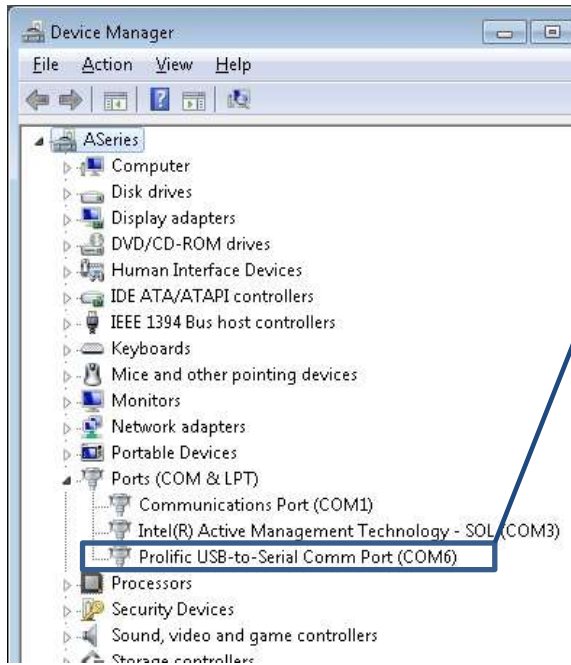 Device Manager
File Action View Help
ASeries
Computer
Disk drives
Display adapters
DVD/CD-ROM drives
Human Interface Devices
IDE ATA/ATAPI controllers
IEEE 1394 Bus host controllers
Keyboards
Mice and other pointing devices
Monitors
Network adapters
Portable Devices
Ports (COM & LPT)
Communications Port (COM1)
Intel(R) Active Management Technology - SOL (COM3)
Prolific USB-to-Serial Comm Port (COM6)
Processors
Security Devices
Sound, video and game controllers
Storage controllers